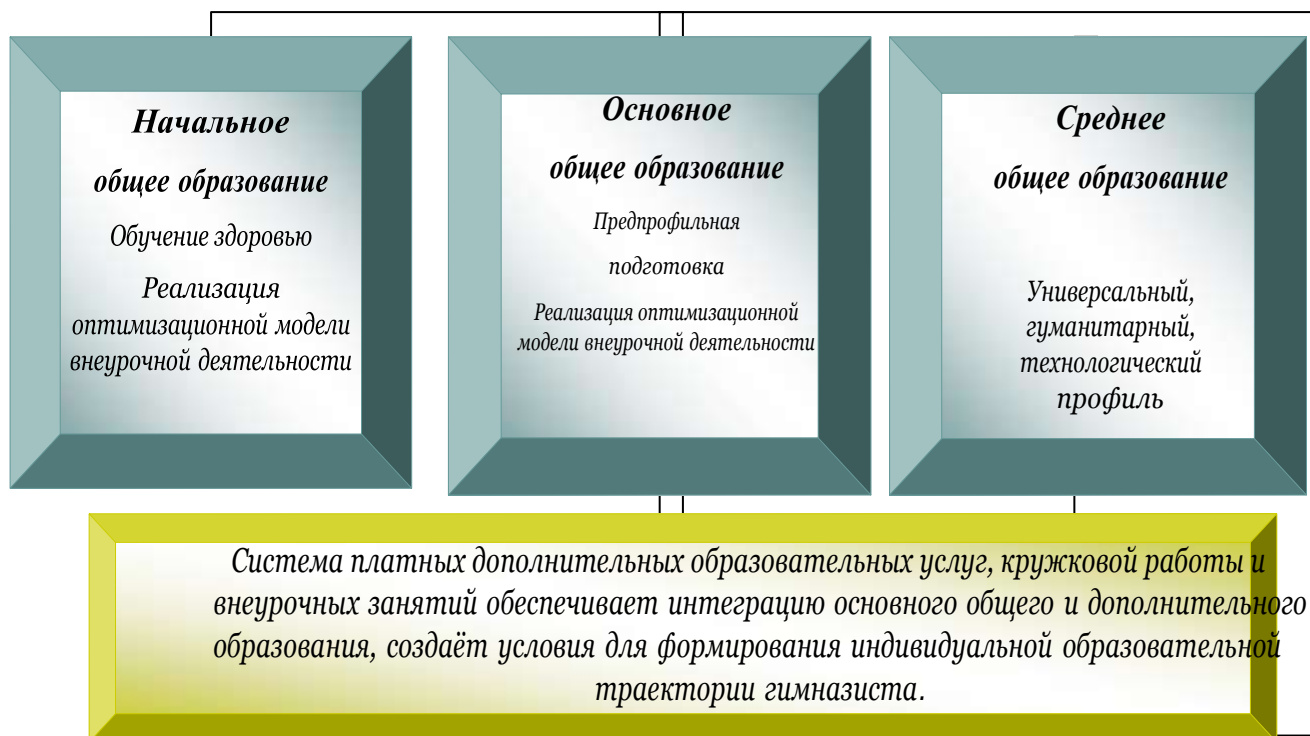 Начальное
общее образование
Обучение здоровью
Реализация
оптимизационной модели
внеурочной деятельности
Основное
общее образование
Предпрофильная
подготовка
Реализация оптимизационной
модели внеурочной деятельности
Среднее
общее образование
Универсальный,
гуманитарный,
технологический
профиль
Система платных дополнительных образовательных услуг, кружковой работы и
внеурочных занятий обеспечивает интеграцию основного общего и дополнительного
образования, создаёт условия для формирования индивидуальной образовательной
траектории гимназиста.